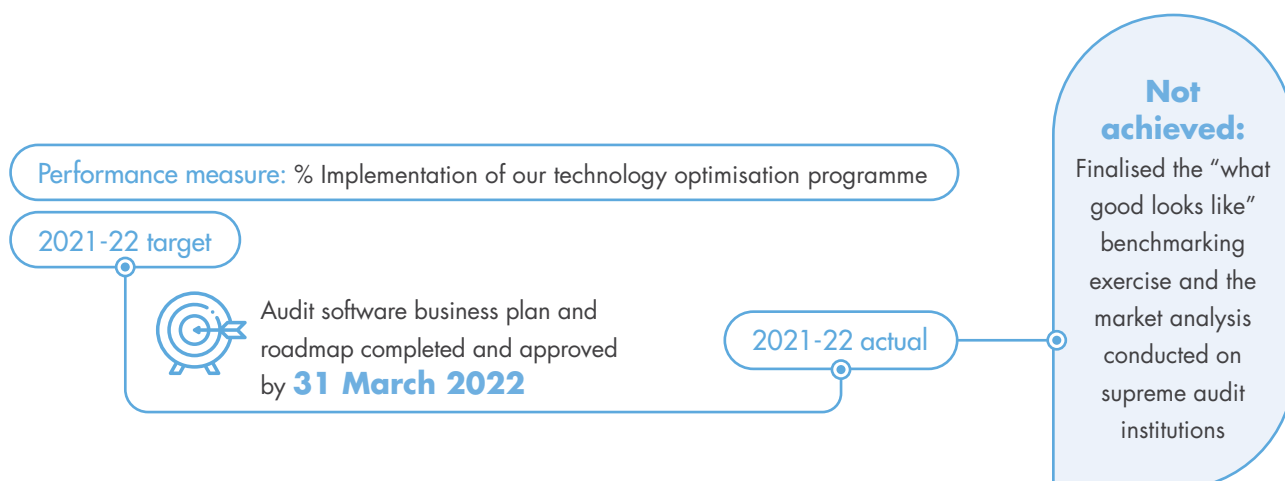 Performance measure: % Implementation of our technology optimisation programme
2021-22 target
Audit software business plan and
roadmap completed and approved
by 31 March 2022
2021-22 actual
Not
achieved:
Finalised the “what
good looks like”
benchmarking
exercise and the
market analysis
conducted on
supreme audit
institutions